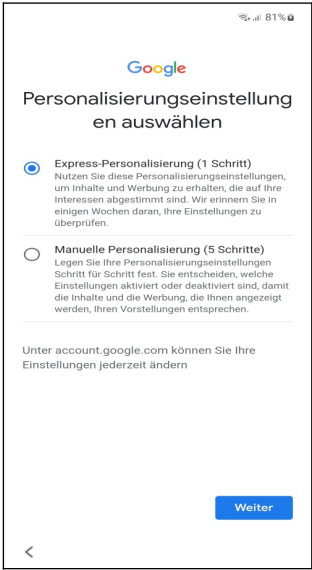 81%
Google
Personalisierungseinstellung
en auswählen
Express-Personalisierung (1 Schritt)
Nutzen Sie diese Personalisierungseinstellungen,
um Inhalte und Werbung zu erhalten, die auf Ihre
Interessen abgestimmt sind. Wir erinnern Sie in
einigen Wochen daran, Ihre Einstellungen zu
überprüfen.
Manuelle Personalisierung (5 Schritte)
Legen Sie Ihre Personalisierungseinstellungen
Schritt für Schritt fest. Sie entscheiden, welche
Einstellungen aktiviert oder deaktiviert sind, damit
die Inhalte und die Werbung, die Ihnen angezeigt
werden, Ihren Vorstellungen entsprechen.
Unter account.google.com können Sie Ihre
Einstellungen jederzeit ändern
Weiter